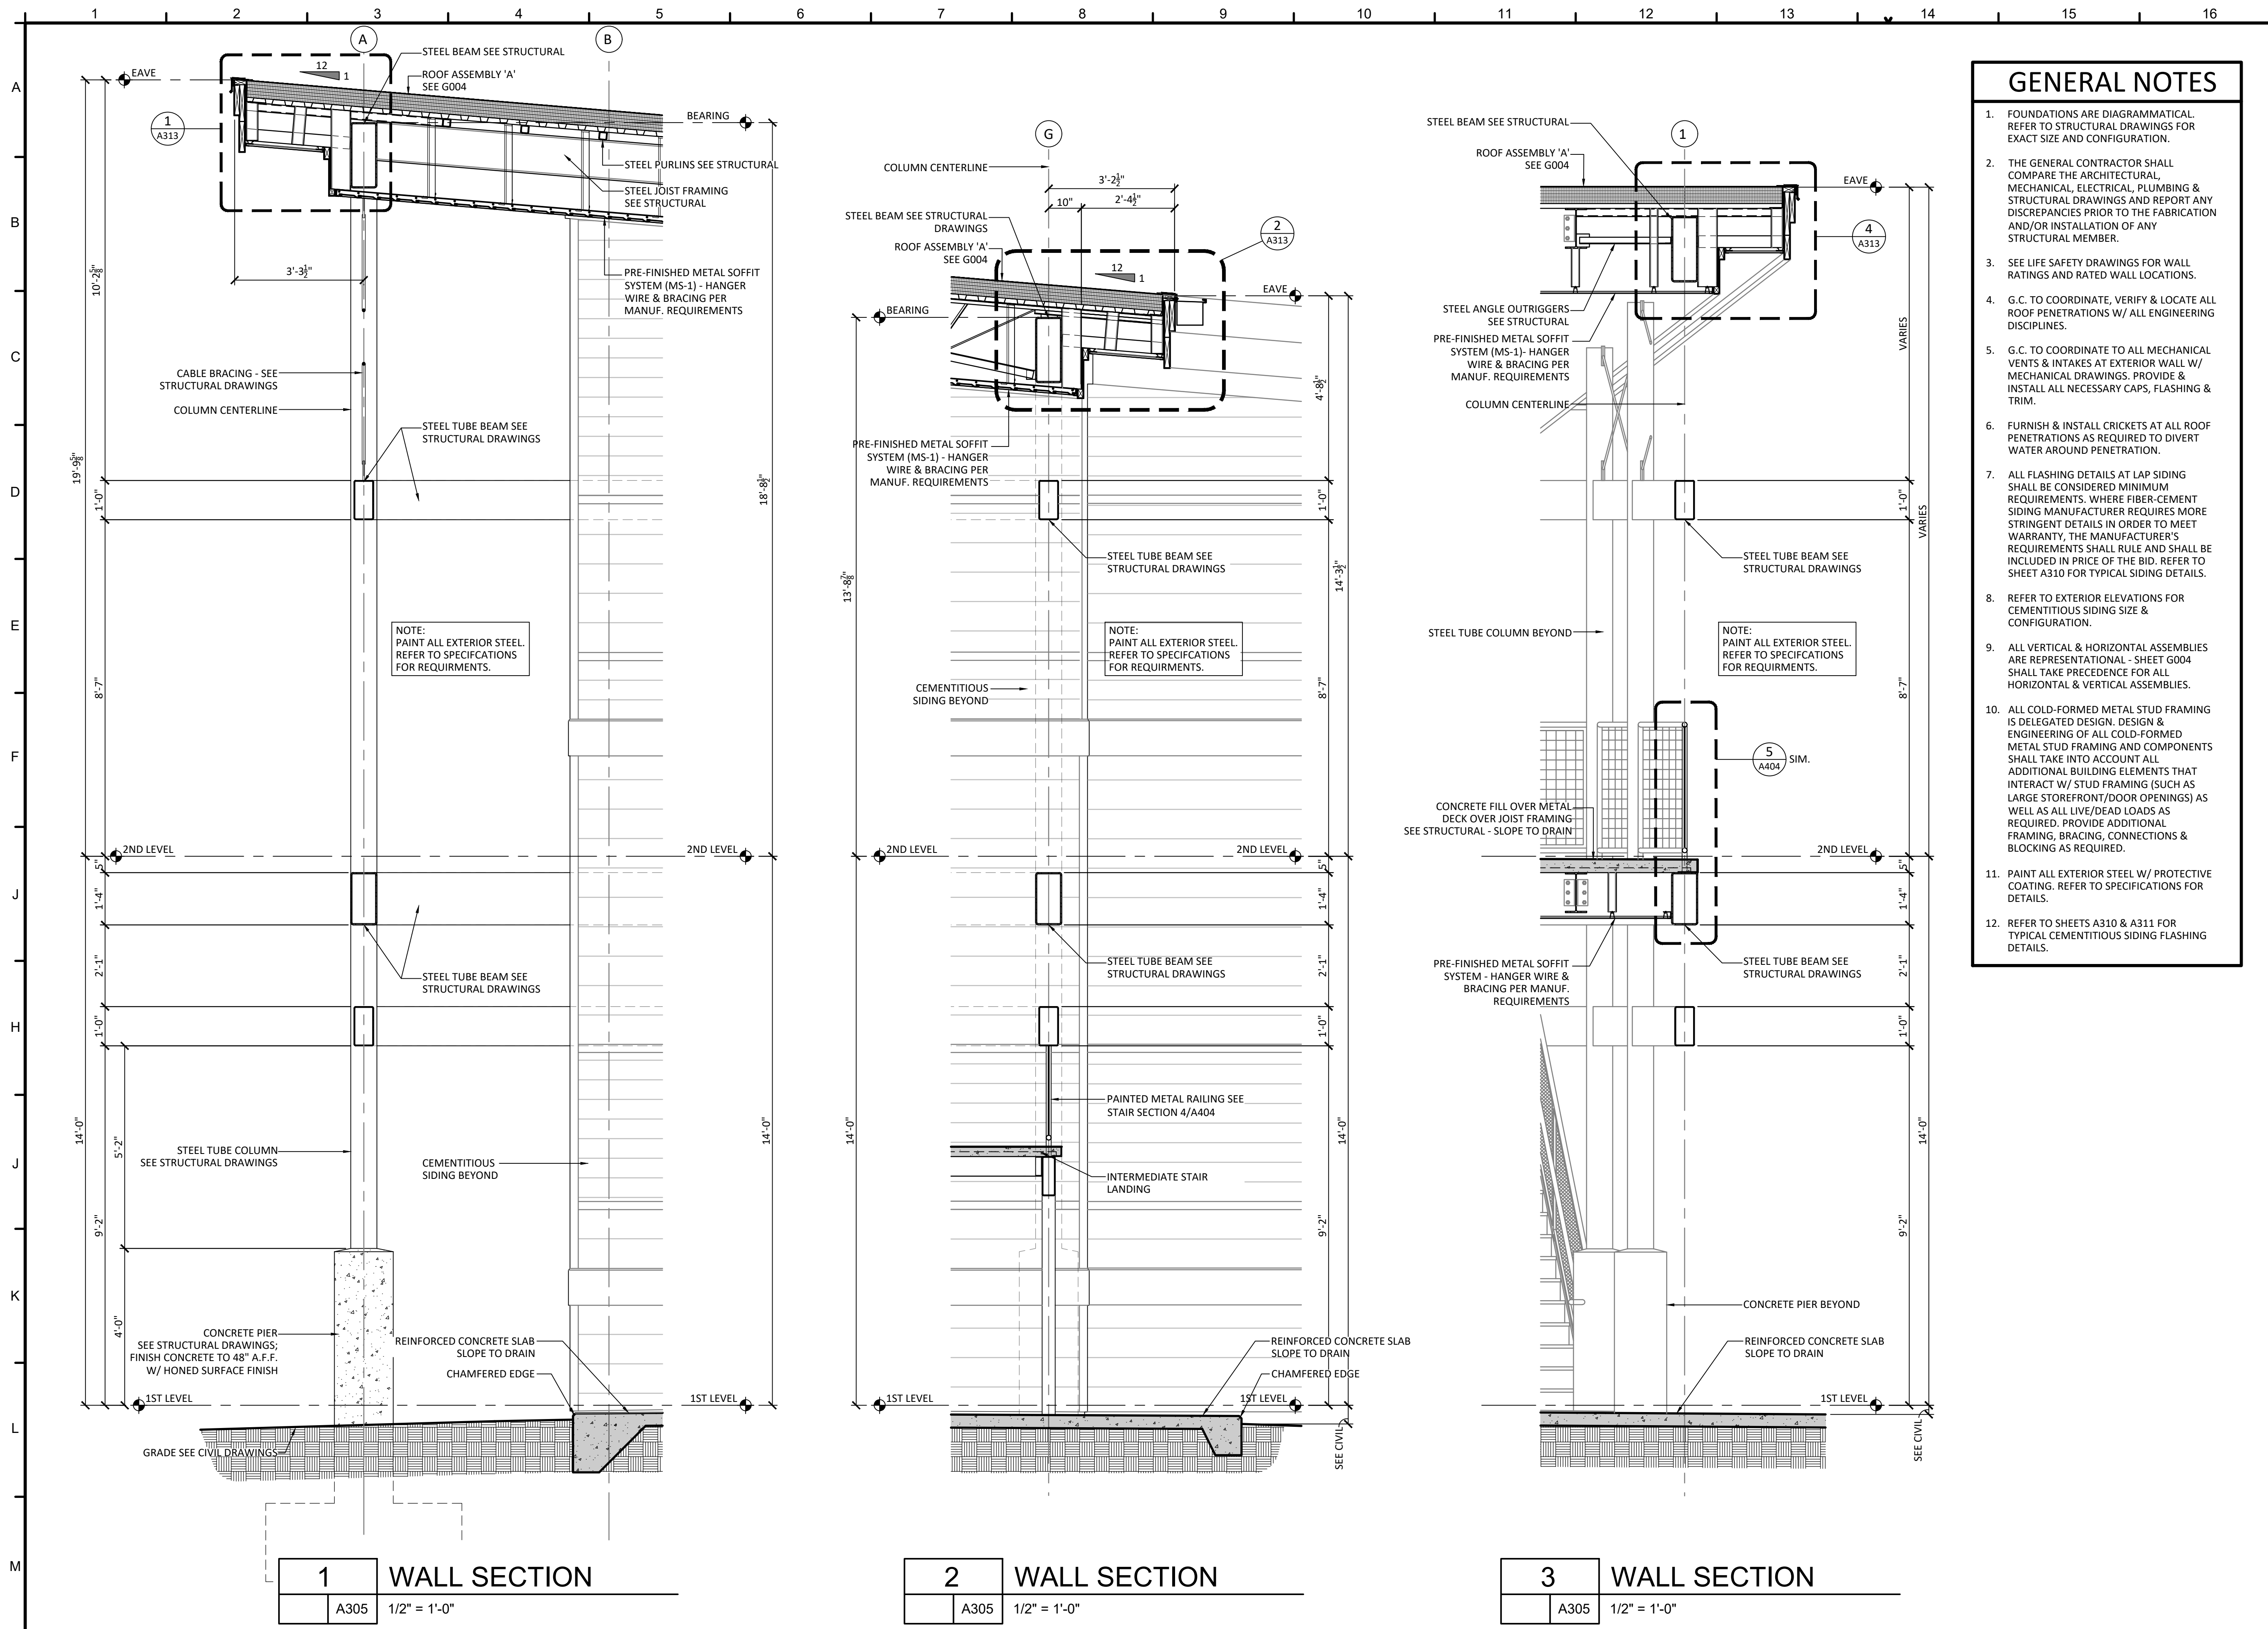 1 2 3 4 5 6 7 8 9 10 11 12 13 14 15 16
A
B
C
D
E
F
J
H
J
K
L
M
A
B
EAVE
12
1
STEEL BEAM SEE STRUCTURAL
ROOF ASSEMBLY 'A'
SEE G004
1
A313
BEARING
STEEL PURLINS SEE STRUCTURAL
STEEL JOIST FRAMING
SEE STRUCTURAL
3'-3½"
PRE-FINISHED METAL SOFFIT
SYSTEM (MS-1) - HANGER
WIRE & BRACING PER
MANUF. REQUIREMENTS
CABLE BRACING - SEE
STRUCTURAL DRAWINGS
COLUMN CENTERLINE
STEEL TUBE BEAM SEE
STRUCTURAL DRAWINGS
10'-2⅝"
19'-9⅝"
1'-0"
18'-8½"
NOTE:
PAINT ALL EXTERIOR STEEL.
REFER TO SPECIFCATIONS
FOR REQUIRMENTS.
8'-7"
2ND LEVEL
2ND LEVEL
5"
1'-4"
2'-1"
STEEL TUBE BEAM SEE
STRUCTURAL DRAWINGS
1'-0"
14'-0"
5'-2"
9'-2"
4'-0"
14'-0"
STEEL TUBE COLUMN
SEE STRUCTURAL DRAWINGS
CEMENTITIOUS
SIDING BEYOND
CONCRETE PIER
SEE STRUCTURAL DRAWINGS;
FINISH CONCRETE TO 48" A.F.F.
W/ HONED SURFACE FINISH
REINFORCED CONCRETE SLAB
SLOPE TO DRAIN
CHAMFERED EDGE
1ST LEVEL
1ST LEVEL
GRADE SEE CIVIL DRAWINGS
1
WALL SECTION
A305
1/2" = 1'-0"
G
COLUMN CENTERLINE
3'-2½"
10"
2'-4½"
STEEL BEAM SEE STRUCTURAL
DRAWINGS
ROOF ASSEMBLY 'A'
SEE G004
2
A313
12
1
EAVE
BEARING
4'-8½"
PRE-FINISHED METAL SOFFIT
SYSTEM (MS-1) - HANGER
WIRE & BRACING PER
MANUF. REQUIREMENTS
1'-0"
STEEL TUBE BEAM SEE
STRUCTURAL DRAWINGS
13'-8⅞"
14'-3½"
NOTE:
PAINT ALL EXTERIOR STEEL.
REFER TO SPECIFCATIONS
FOR REQUIRMENTS.
CEMENTITIOUS
SIDING BEYOND
8'-7"
2ND LEVEL
2ND LEVEL
5"
1'-4"
STEEL TUBE BEAM SEE
STRUCTURAL DRAWINGS
2'-1"
1'-0"
PAINTED METAL RAILING SEE
STAIR SECTION 4/A404
14'-0"
14'-0"
INTERMEDIATE STAIR
LANDING
9'-2"
REINFORCED CONCRETE SLAB
SLOPE TO DRAIN
CHAMFERED EDGE
1ST LEVEL
1ST LEVEL
SEE CIVIL
2
WALL SECTION
A305
1/2" = 1'-0"
STEEL BEAM SEE STRUCTURAL
1
ROOF ASSEMBLY 'A'
SEE G004
EAVE
4
A313
STEEL ANGLE OUTRIGGERS
SEE STRUCTURAL
PRE-FINISHED METAL SOFFIT
SYSTEM (MS-1)- HANGER
WIRE & BRACING PER
MANUF. REQUIREMENTS
COLUMN CENTERLINE
VARIES
VARIES
1'-0"
STEEL TUBE BEAM SEE
STRUCTURAL DRAWINGS
STEEL TUBE COLUMN BEYOND
NOTE:
PAINT ALL EXTERIOR STEEL.
REFER TO SPECIFCATIONS
FOR REQUIRMENTS.
8'-7"
5
A404
SIM.
CONCRETE FILL OVER METAL
DECK OVER JOIST FRAMING
SEE STRUCTURAL - SLOPE TO DRAIN
2ND LEVEL
5"
1'-4"
PRE-FINISHED METAL SOFFIT
SYSTEM - HANGER WIRE &
BRACING PER MANUF.
REQUIREMENTS
STEEL TUBE BEAM SEE
STRUCTURAL DRAWINGS
2'-1"
1'-0"
14'-0"
9'-2"
CONCRETE PIER BEYOND
REINFORCED CONCRETE SLAB
SLOPE TO DRAIN
1ST LEVEL
SEE CIVIL
3
WALL SECTION
A305
1/2" = 1'-0"
GENERAL NOTES
1. FOUNDATIONS ARE DIAGRAMMATICAL.
REFER TO STRUCTURAL DRAWINGS FOR
EXACT SIZE AND CONFIGURATION.
2. THE GENERAL CONTRACTOR SHALL
COMPARE THE ARCHITECTURAL,
MECHANICAL, ELECTRICAL, PLUMBING &
STRUCTURAL DRAWINGS AND REPORT ANY
DISCREPANCIES PRIOR TO THE FABRICATION
AND/OR INSTALLATION OF ANY
STRUCTURAL MEMBER.
3. SEE LIFE SAFETY DRAWINGS FOR WALL
RATINGS AND RATED WALL LOCATIONS.
4. G.C. TO COORDINATE, VERIFY & LOCATE ALL
ROOF PENETRATIONS W/ ALL ENGINEERING
DISCIPLINES.
5. G.C. TO COORDINATE TO ALL MECHANICAL
VENTS & INTAKES AT EXTERIOR WALL W/
MECHANICAL DRAWINGS. PROVIDE &
INSTALL ALL NECESSARY CAPS, FLASHING &
TRIM.
6. FURNISH & INSTALL CRICKETS AT ALL ROOF
PENETRATIONS AS REQUIRED TO DIVERT
WATER AROUND PENETRATION.
7. ALL FLASHING DETAILS AT LAP SIDING
SHALL BE CONSIDERED MINIMUM
REQUIREMENTS. WHERE FIBER-CEMENT
SIDING MANUFACTURER REQUIRES MORE
STRINGENT DETAILS IN ORDER TO MEET
WARRANTY, THE MANUFACTURER'S
REQUIREMENTS SHALL RULE AND SHALL BE
INCLUDED IN PRICE OF THE BID. REFER TO
SHEET A310 FOR TYPICAL SIDING DETAILS.
8. REFER TO EXTERIOR ELEVATIONS FOR
CEMENTITIOUS SIDING SIZE &
CONFIGURATION.
9. ALL VERTICAL & HORIZONTAL ASSEMBLIES
ARE REPRESENTATIONAL - SHEET G004
SHALL TAKE PRECEDENCE FOR ALL
HORIZONTAL & VERTICAL ASSEMBLIES.
10. ALL COLD-FORMED METAL STUD FRAMING
IS DELEGATED DESIGN. DESIGN &
ENGINEERING OF ALL COLD-FORMED
METAL STUD FRAMING AND COMPONENTS
SHALL TAKE INTO ACCOUNT ALL
ADDITIONAL BUILDING ELEMENTS THAT
INTERACT W/ STUD FRAMING (SUCH AS
LARGE STOREFRONT/DOOR OPENINGS) AS
WELL AS ALL LIVE/DEAD LOADS AS
REQUIRED. PROVIDE ADDITIONAL
FRAMING, BRACING, CONNECTIONS &
BLOCKING AS REQUIRED.
11. PAINT ALL EXTERIOR STEEL W/ PROTECTIVE
COATING. REFER TO SPECIFICATIONS FOR
DETAILS.
12. REFER TO SHEETS A310 & A311 FOR
TYPICAL CEMENTITIOUS SIDING FLASHING
DETAILS.